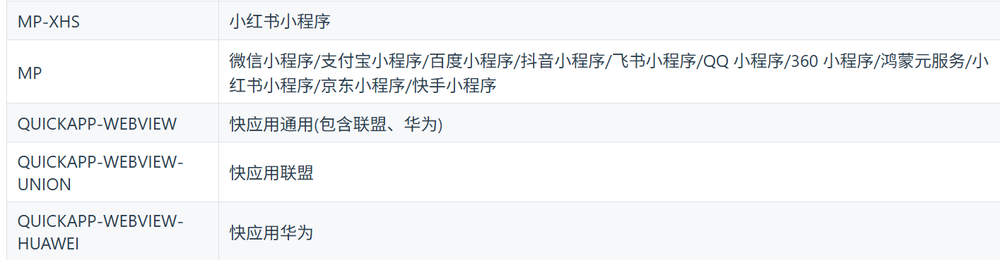 MP-XHS
小红书小程序
MP
微信小程序/支付宝小程序/百度小程序/抖音小程序/飞书小程序/QQ 小程序/360 小程序/鸿蒙元服务/小
红书小程序/京东小程序/快手小程序
QUICKAPP-WEBVIEW
快应用通用(包含联盟、华为)
QUICKAPP-WEBVIEW-
UNION
快应用联盟
QUICKAPP-WEBVIEW-
HUAWEI
快应用华为